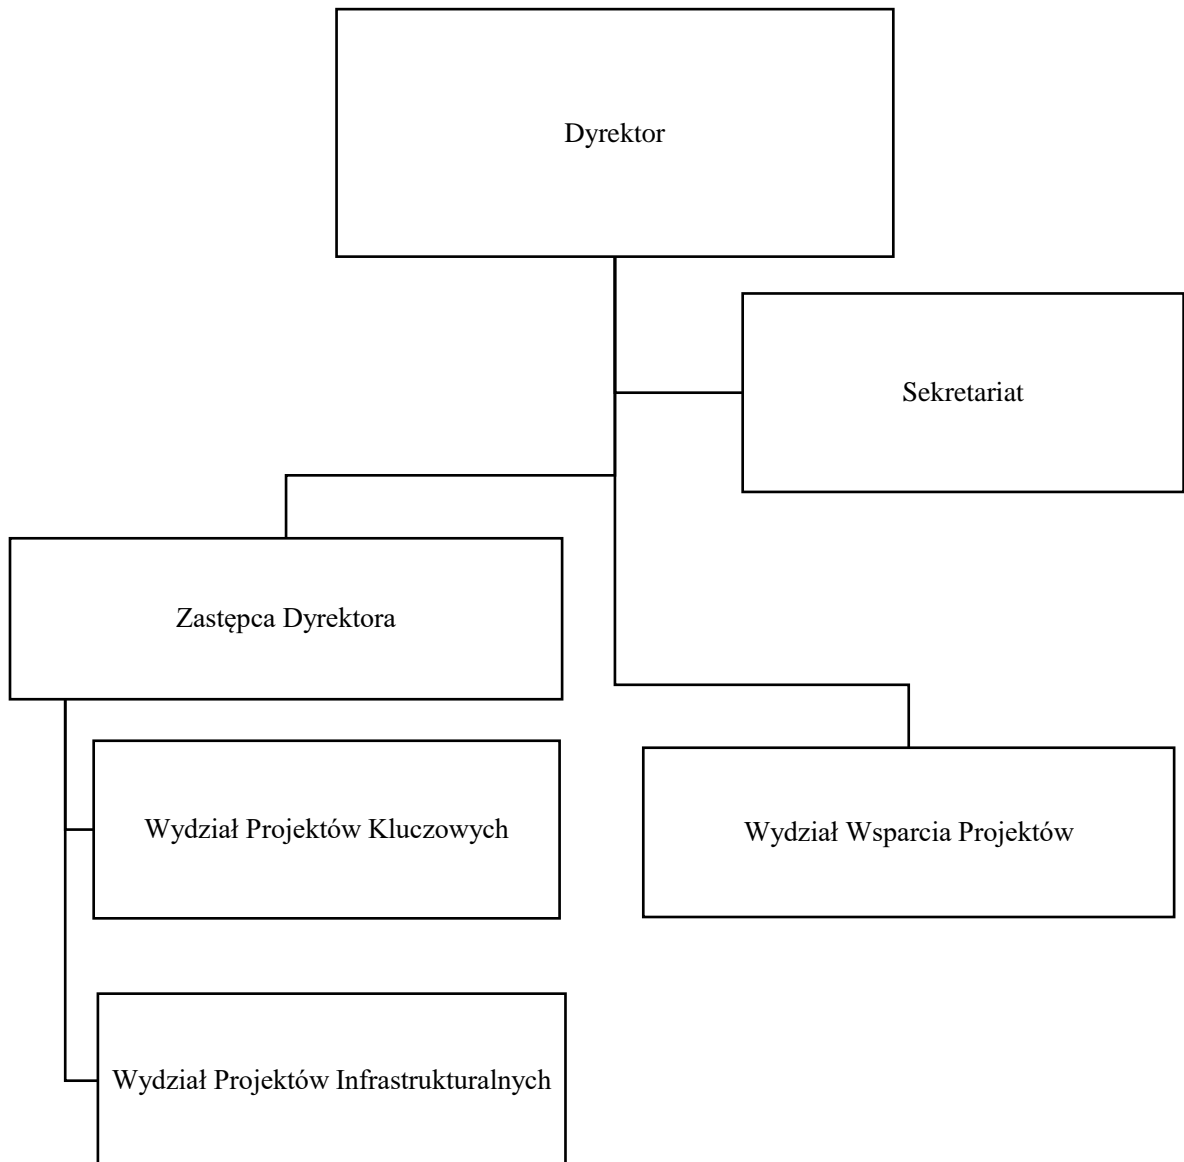 Dyrektor
Sekretariat
Zastępca Dyrektora
Wydział Projektów Kluczowych
Wydział Wsparcia Projektów
Wydział Projektów Infrastrukturalnych